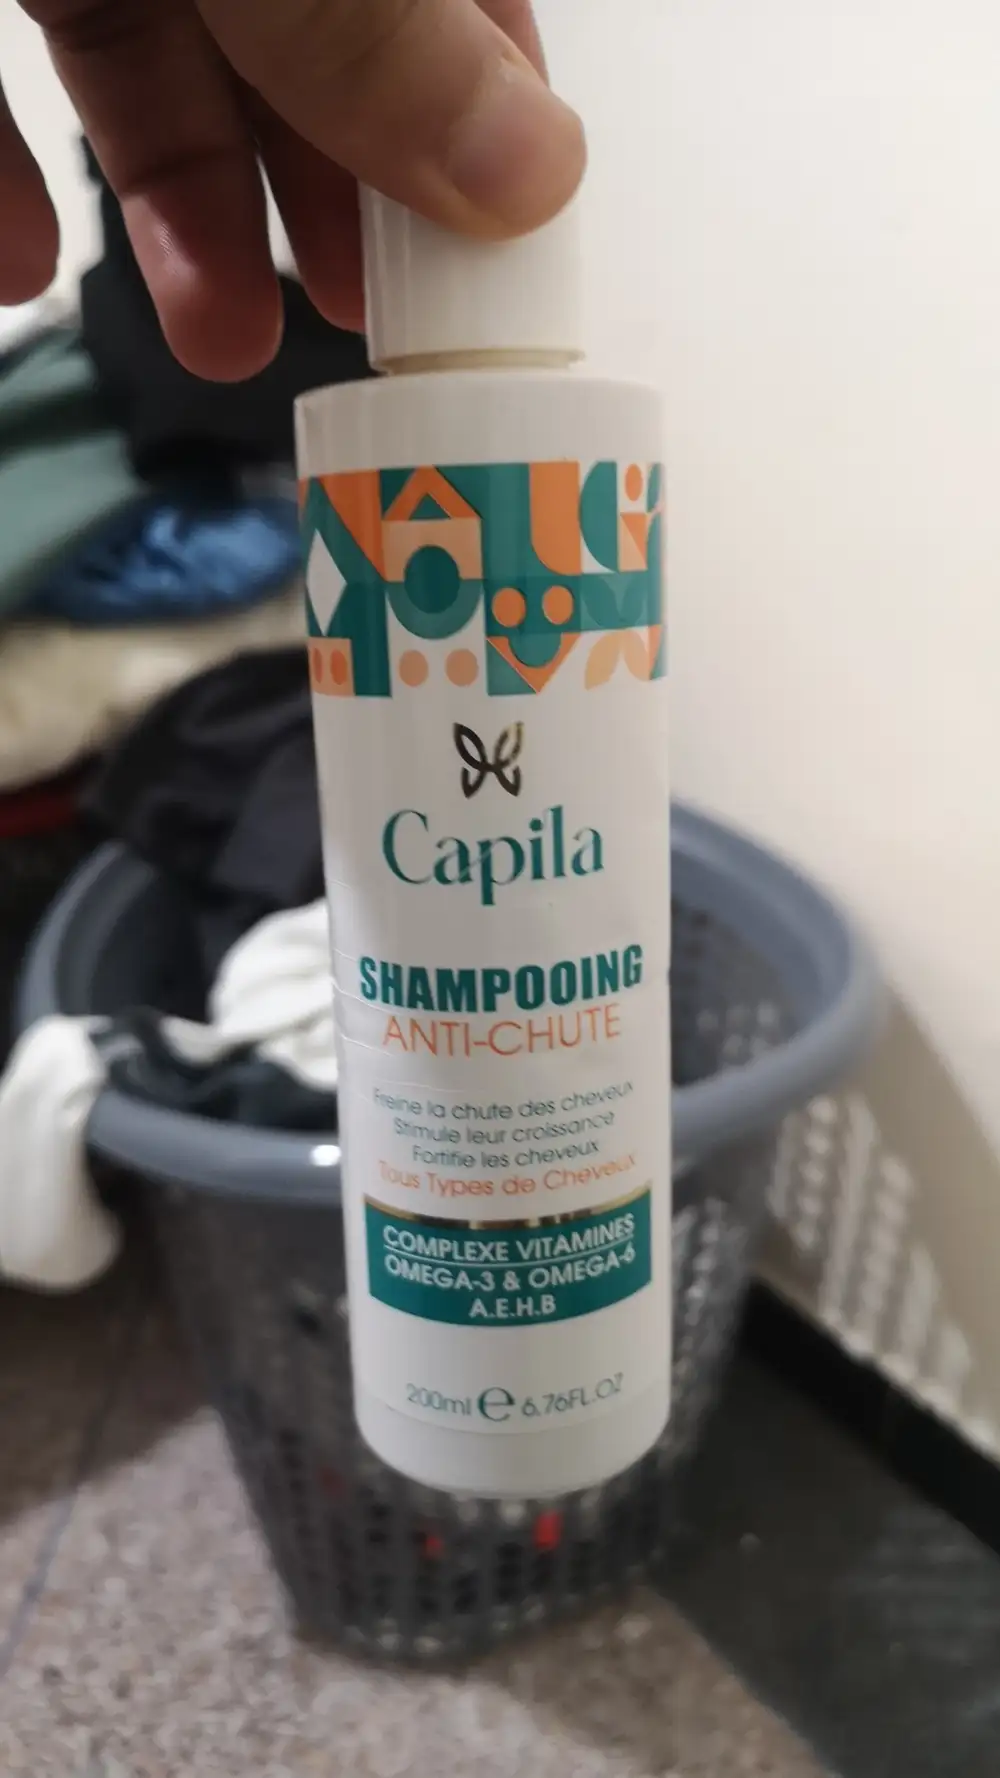 Capila
SHAMPOOING
ANTI-CHUTE
Freine la chute des cheveux
Stimule leur croissance
Fortifie les cheveux
Tous Types de Cheveux
COMPLEXE VITAMINES
OMEGA-3 & OMEGA-6
A.E.H.B
200ml e 6.76FL.OZ